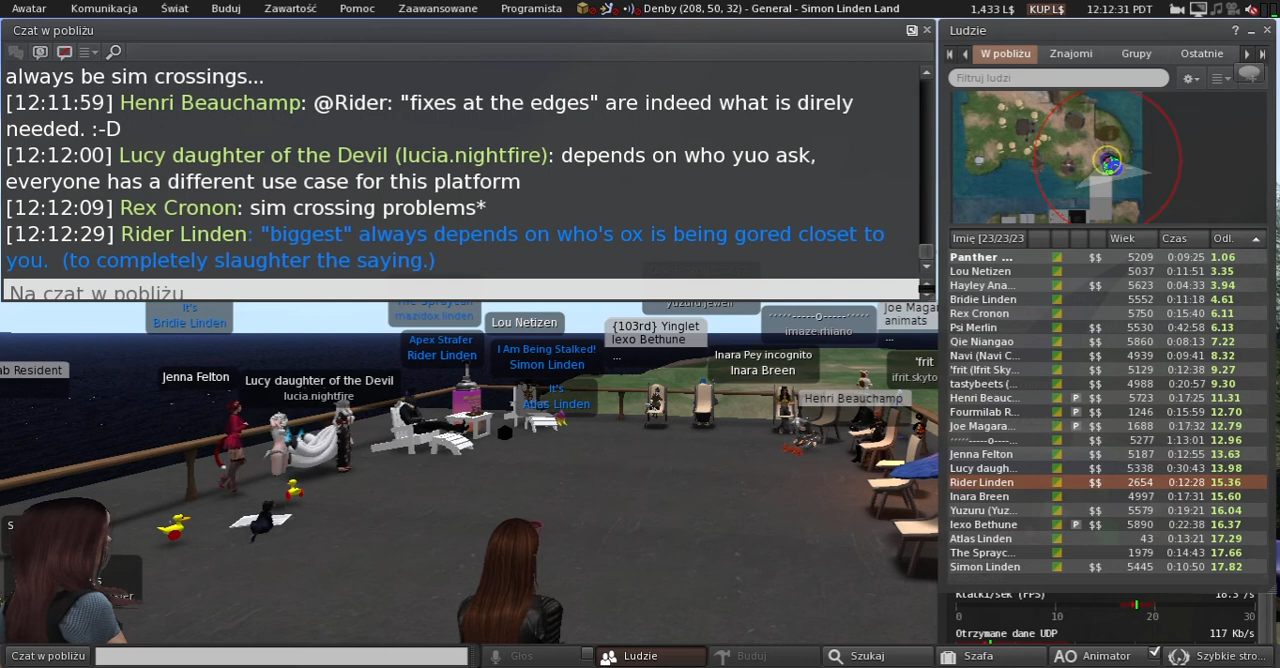 Awatar Komunikacja Świat Buduj Zawartość Pomoc Zaawansowane Programista Denby (208, 50, 32) - General - Simon Linden Land 1,433 L$ KUP L$ 12:12:31 PDT
Czat w pobliżu
always be sim crossings...
[12:11:59] Henri Beauchamp: @Rider: "fixes at the edges" are indeed what is direly
needed. :-D
[12:12:00] Lucy daughter of the Devil (lucia.nightfire): depends on who yuo ask,
everyone has a different use case for this platform
[12:12:09] Rex Cronon: sim crossing problems*
[12:12:29] Rider Linden: "biggest" always depends on who's ox is being gored closet to
you. (to completely slaughter the saying.)
Na czat w pobliżu
It's
Bridie Linden
The Spraycan
mazidox.linden
Lou Netizen
yuzuru.jewell
{103rd} Yinglet
Iexo Bethune
...
^^^^^-----O-----^^^^^
imaze.rhiano
Joe Magar
animats
...
Apex Strafer
Rider Linden
I Am Being Stalked!
Simon Linden
Inara Pey incognito
Inara Breen
'frit
ifrit.skyto
ab Resident
Jenna Felton
Lucy daughter of the Devil
lucia.nightfire
It's
Atlas Linden
Henri Beauchamp
Ludzie
W pobliżu Znajomi Grupy Ostatnie
Filtruj ludzi
Imię [23/23/23 Wiek Czas Odl.
Panther ... $$ 5209 0:09:25 1.06
Lou Netizen 5037 0:11:51 3.35
Hayley Ana... $$ 5623 0:04:33 3.94
Bridie Linden 5552 0:11:18 4.61
Rex Cronon 5750 0:15:40 6.11
Psi Merlin $$ 5530 0:42:58 6.13
Qie Niangao $$ 5860 0:08:13 7.22
Navi (Navi C... $$ 4939 0:09:41 8.32
'frit (Ifrit Sky... $$ 5129 0:12:38 9.27
tastybeets (... $$ 4988 0:20:57 9.30
Henri Beauc... P $$ 5723 0:17:25 11.31
Fourmilab R... P $$ 1246 0:15:59 12.70
Joe Magara... P $$ 1688 0:17:32 12.79
^^^^^-----o----... $$ 5277 1:13:01 12.96
Jenna Felton $$ 5187 0:12:55 13.63
Lucy daugh... $$ 5338 0:30:43 13.98
Rider Linden $$ 2654 0:12:28 15.36
Inara Breen 4997 0:17:31 15.60
Yuzuru (Yuz... $$ 5579 0:19:21 16.04
Iexo Bethune P $$ 5890 0:22:38 16.37
Atlas Linden 43 0:13:21 17.29
The Sprayc... 1979 0:14:43 17.66
Simon Linden $$ 5445 0:10:50 17.82
Klatki/sek (FPS) 18.3 /s
0 10 20 30
Otrzymane dane UDP 117 Kb/s
Czat w pobliżu Głos Ludzie Buduj Szukaj Szafa AO Animator Szybkie stro...